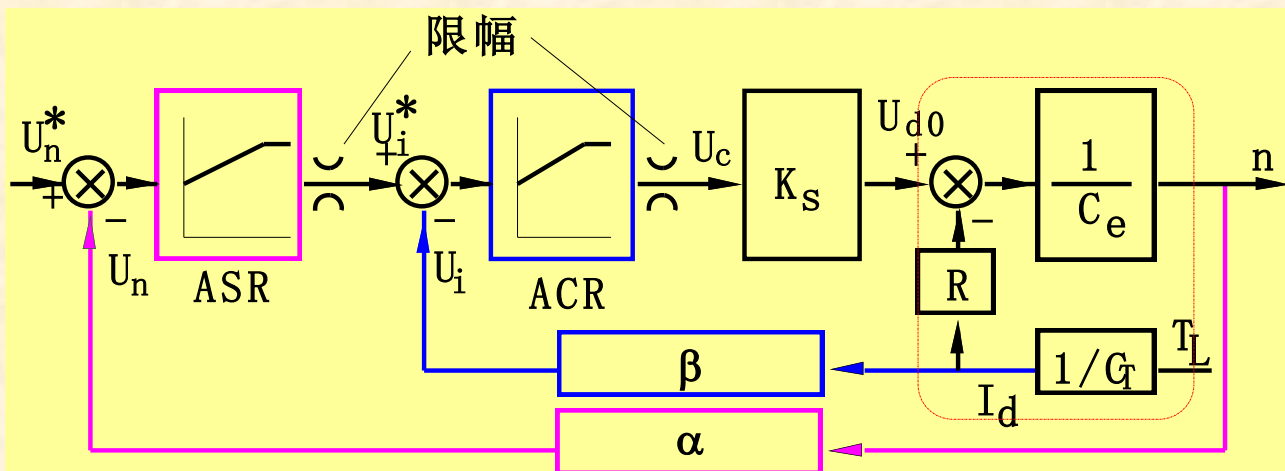 限幅
U*n
+
−
Un
ASR
U*i
+
−
Ui
ACR
Uc
Ks
Ud0
+
−
R
1
Ce
n
β
Id
1/CT
TL
α